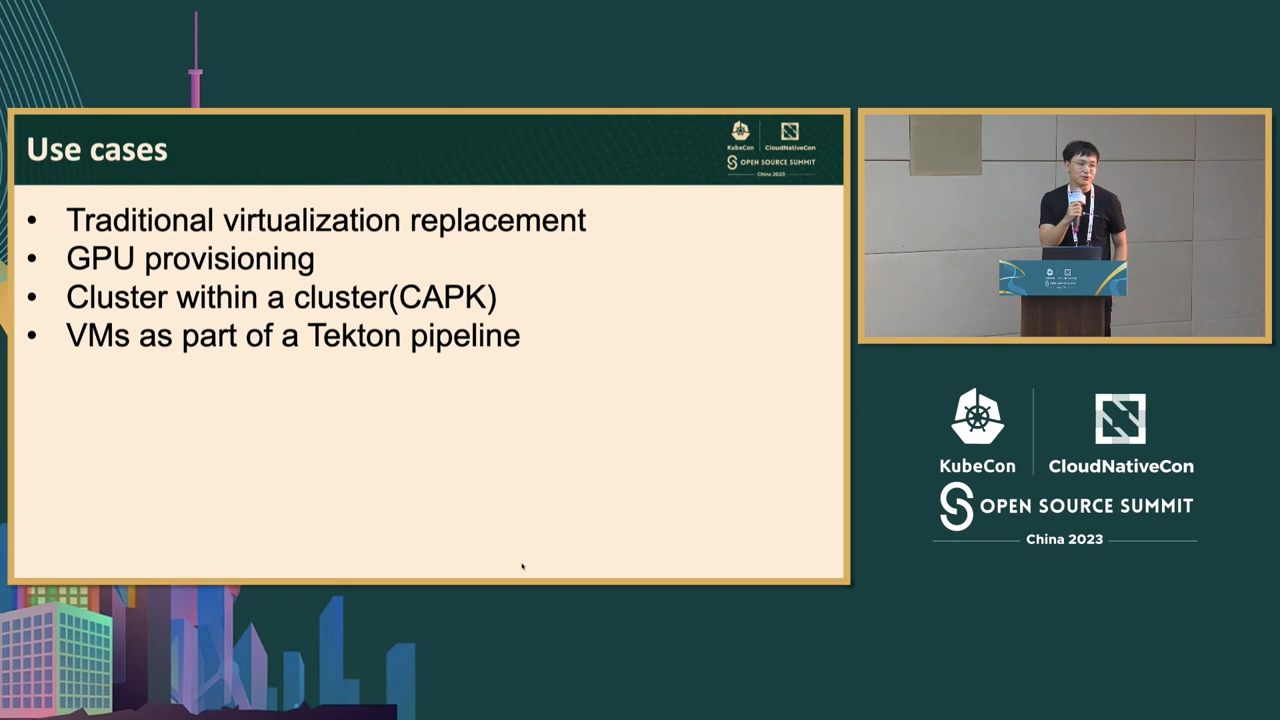 Use cases
KubeCon
CloudNativeCon
OPEN SOURCE SUMMIT
China 2023
• Traditional virtualization replacement
• GPU provisioning
• Cluster within a cluster(CAPK)
• VMs as part of a Tekton pipeline
KubeCon
CloudNativeCon
OPEN SOURCE SUMMIT
China 2023